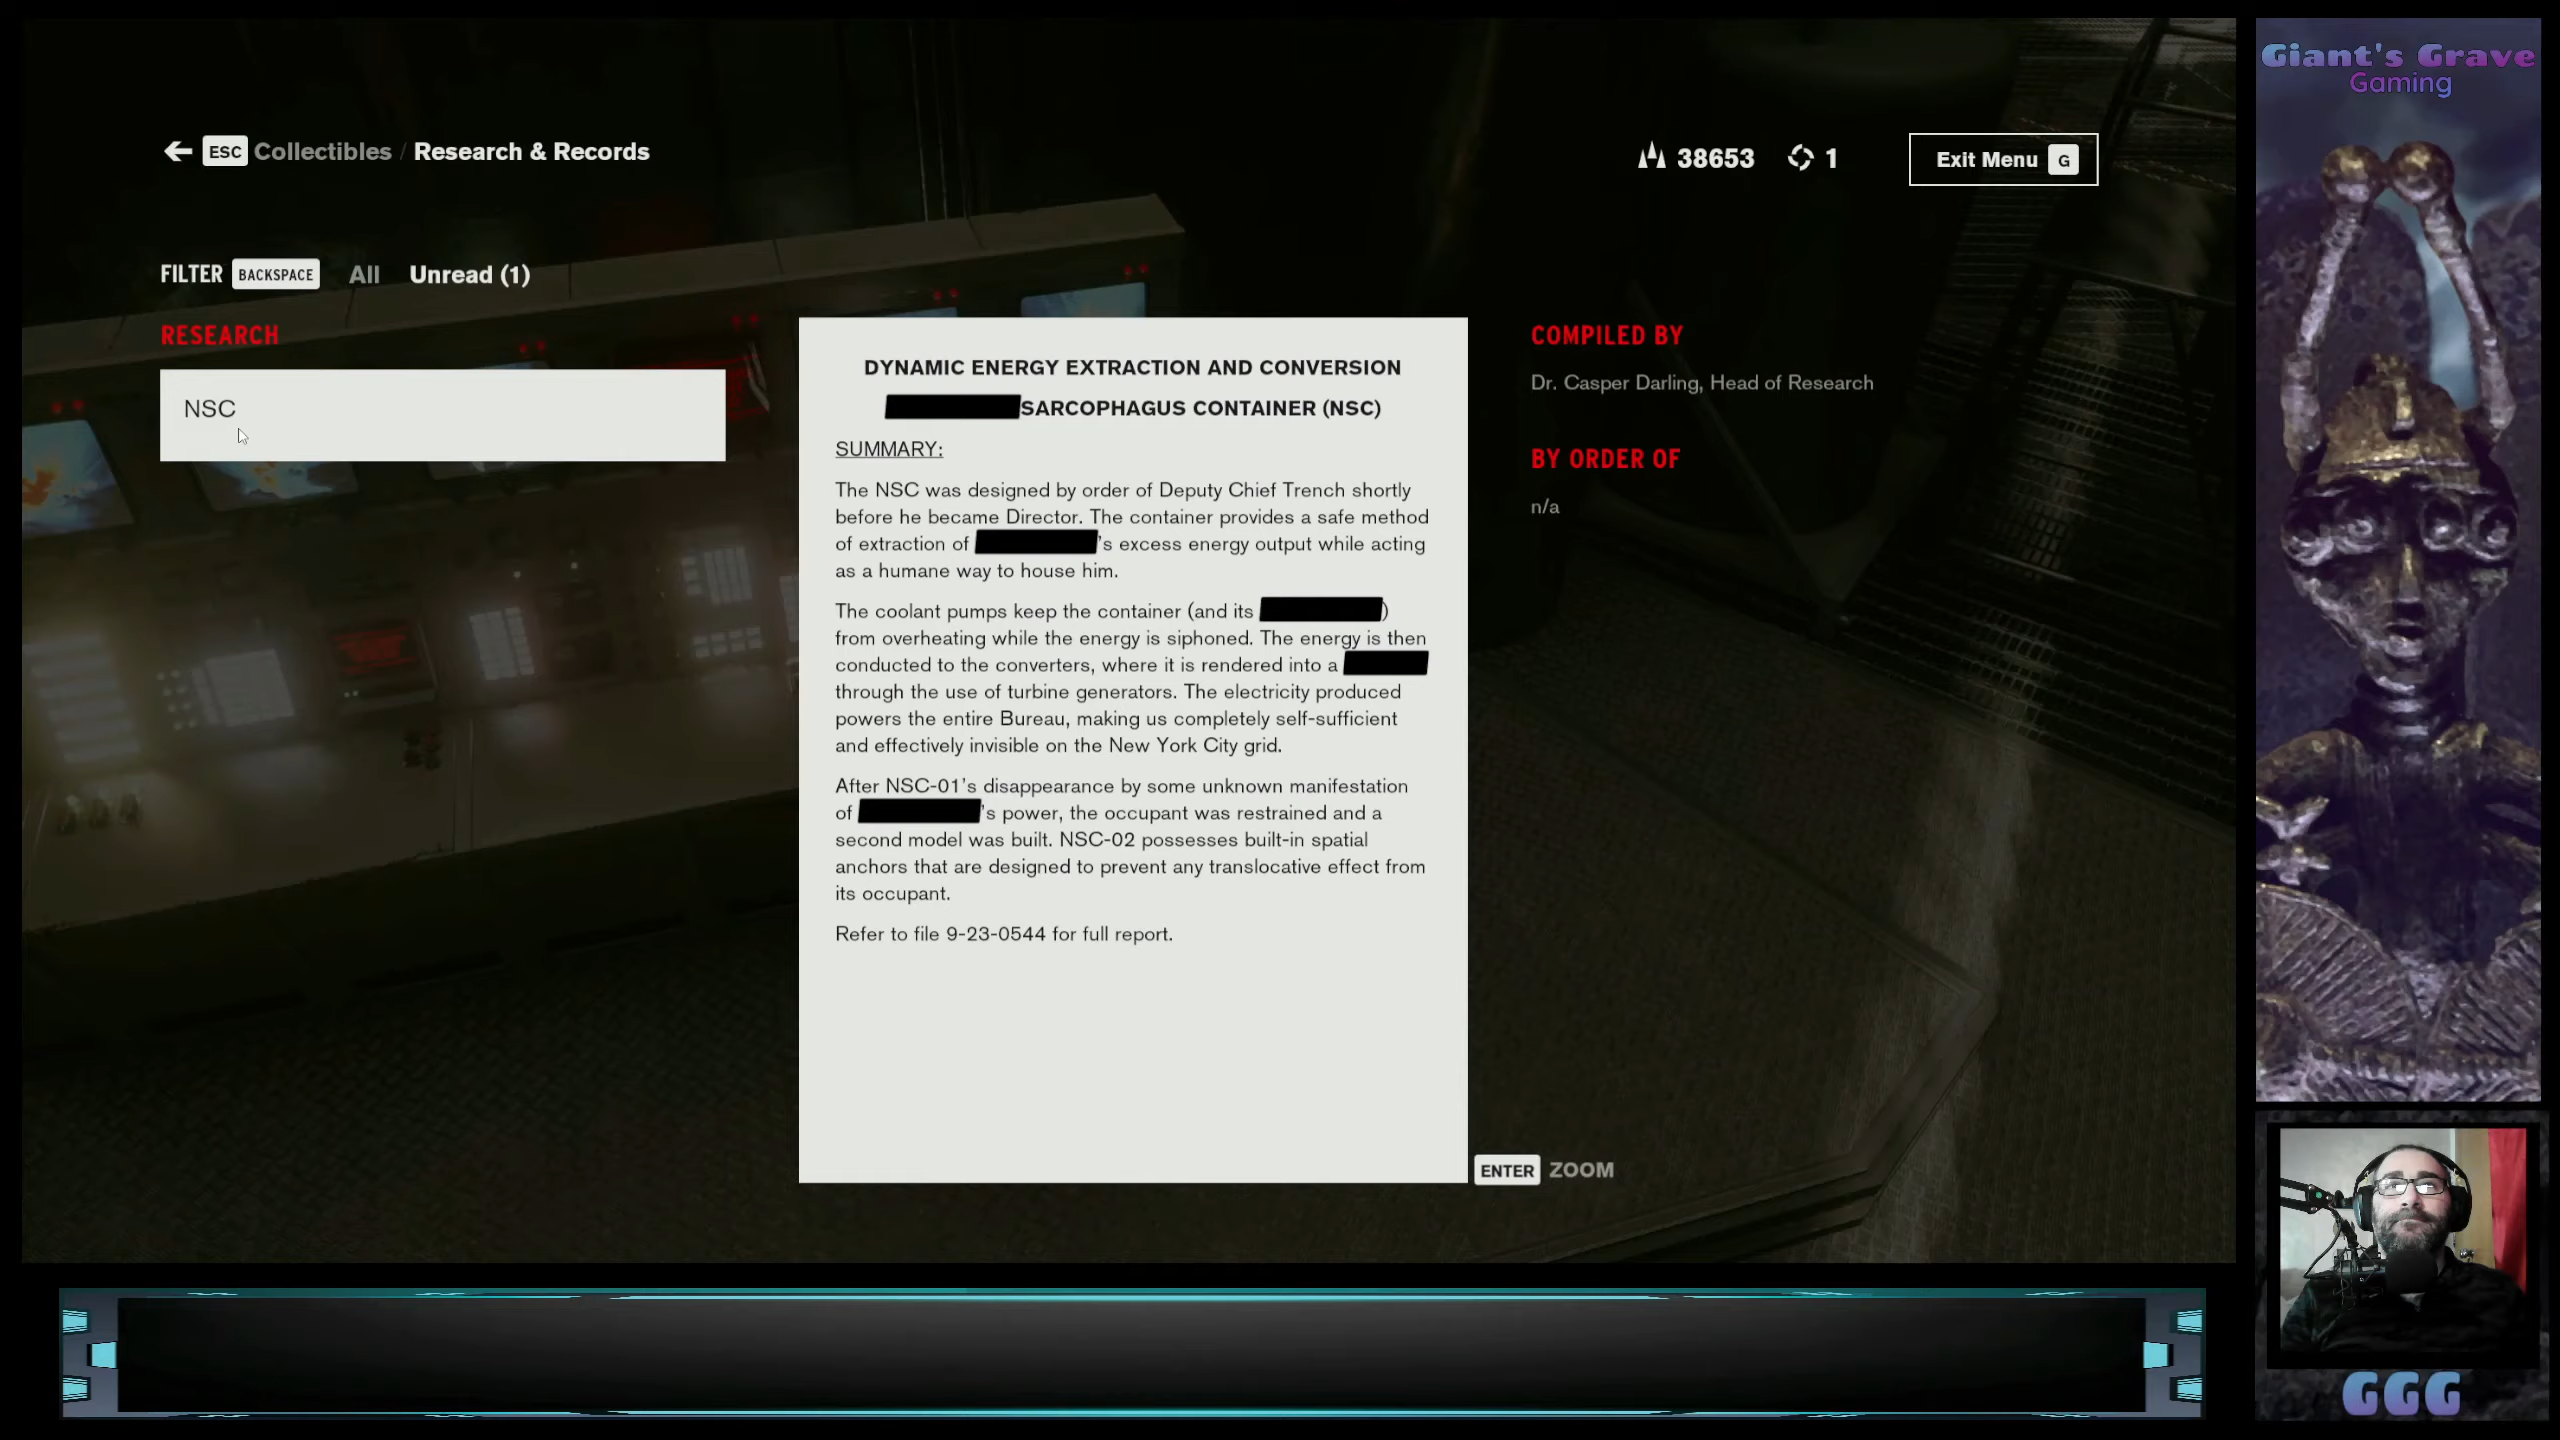 Giant's Grave
Gaming
ESC Collectibles / Research & Records
38653 1
Exit Menu G
FILTER BACKSPACE All Unread (1)
RESEARCH
NSC
DYNAMIC ENERGY EXTRACTION AND CONVERSION
SARCOPHAGUS CONTAINER (NSC)
SUMMARY:
The NSC was designed by order of Deputy Chief Trench shortly
before he became Director. The container provides a safe method
of extraction of 's excess energy output while acting
as a humane way to house him.
The coolant pumps keep the container (and its )
from overheating while the energy is siphoned. The energy is then
conducted to the converters, where it is rendered into a
through the use of turbine generators. The electricity produced
powers the entire Bureau, making us completely self-sufficient
and effectively invisible on the New York City grid.
After NSC-01's disappearance by some unknown manifestation
of 's power, the occupant was restrained and a
second model was built. NSC-02 possesses built-in spatial
anchors that are designed to prevent any translocative effect from
its occupant.
Refer to file 9-23-0544 for full report.
COMPILED BY
Dr. Casper Darling, Head of Research
BY ORDER OF
n/a
ENTER ZOOM
GGG